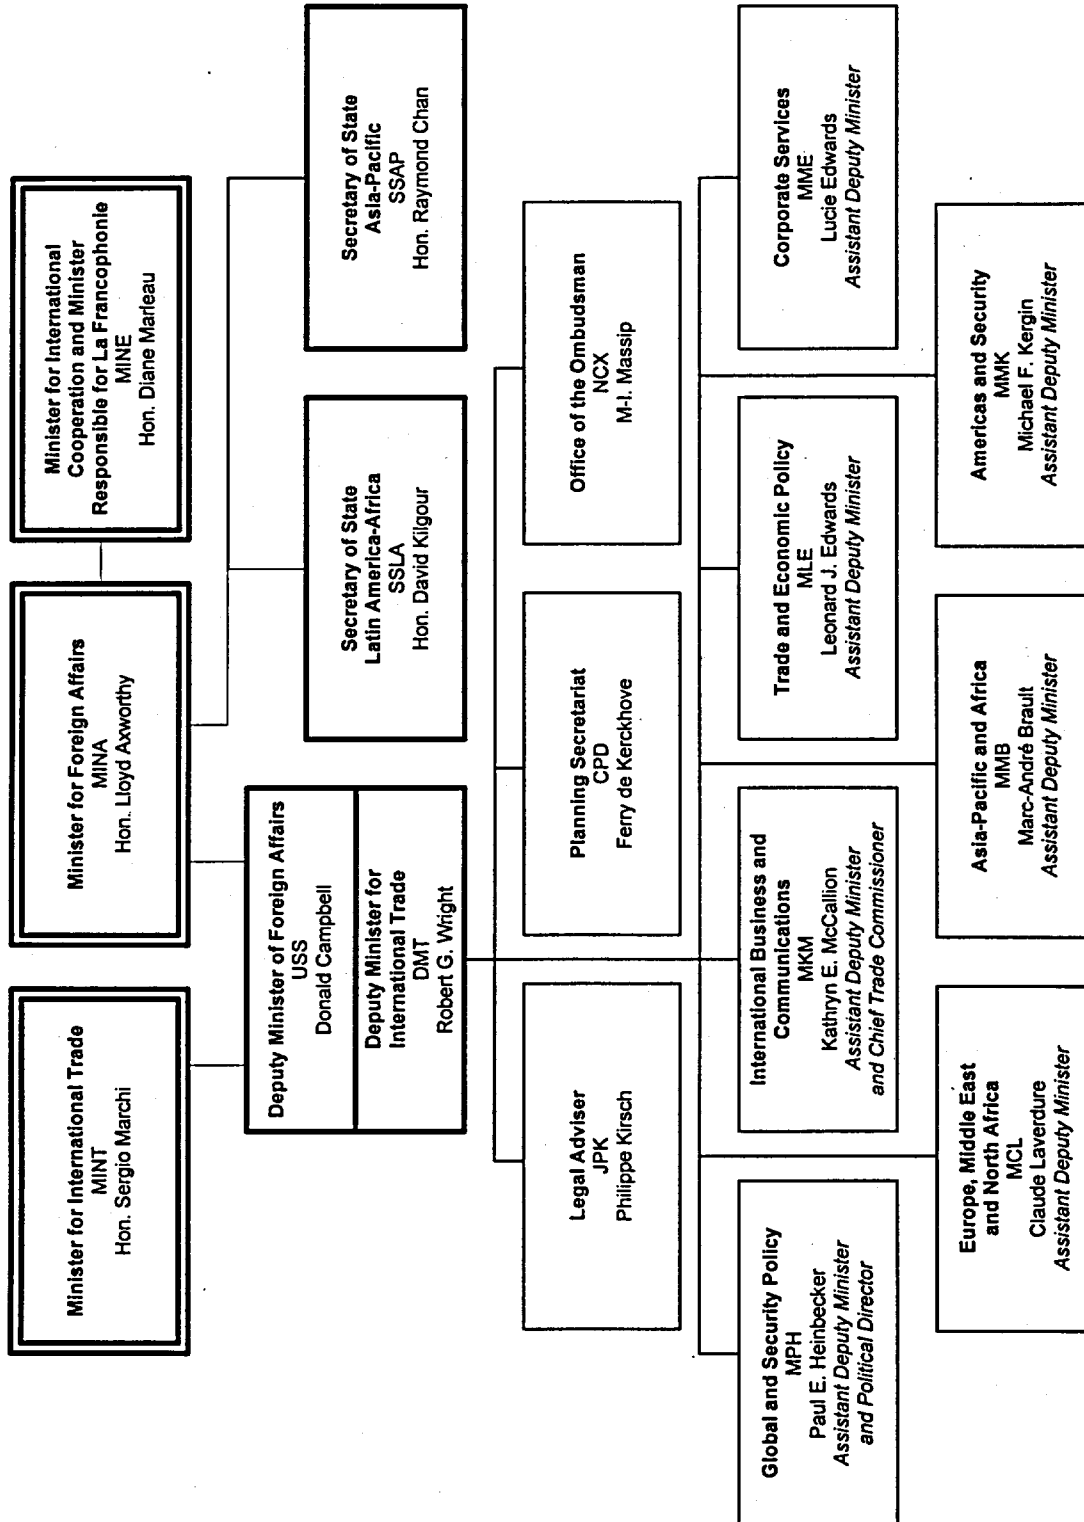 Minister for International Trade
MINT
Hon. Sergio Marchi
Minister for Foreign Affairs
MINA
Hon. Lloyd Axworthy
Minister for International
Cooperation and Minister
Responsible for La Francophonie
MINE
Hon. Diane Marleau
Deputy Minister of Foreign Affairs
USS
Donald Campbell
Deputy Minister for
International Trade
DMT
Robert G. Wright
Secretary of State
Latin America-Africa
SSLA
Hon. David Kilgour
Secretary of State
Asia-Pacific
SSAP
Hon. Raymond Chan
Legal Adviser
JPK
Philippe Kirsch
Planning Secretariat
CPD
Ferry de Kerckhove
Office of the Ombudsman
NCX
M-I. Massip
Global and Security Policy
MPH
Paul E. Heinbecker
Assistant Deputy Minister
and Political Director
International Business and
Communications
MKM
Kathryn E. McCallion
Assistant Deputy Minister
and Chief Trade Commissioner
Trade and Economic Policy
MLE
Leonard J. Edwards
Assistant Deputy Minister
Corporate Services
MME
Lucie Edwards
Assistant Deputy Minister
Europe, Middle East
and North Africa
MCL
Claude Laverdure
Assistant Deputy Minister
Asia-Pacific and Africa
MMB
Marc-André Brault
Assistant Deputy Minister
Americas and Security
MMK
Michael F. Kergin
Assistant Deputy Minister